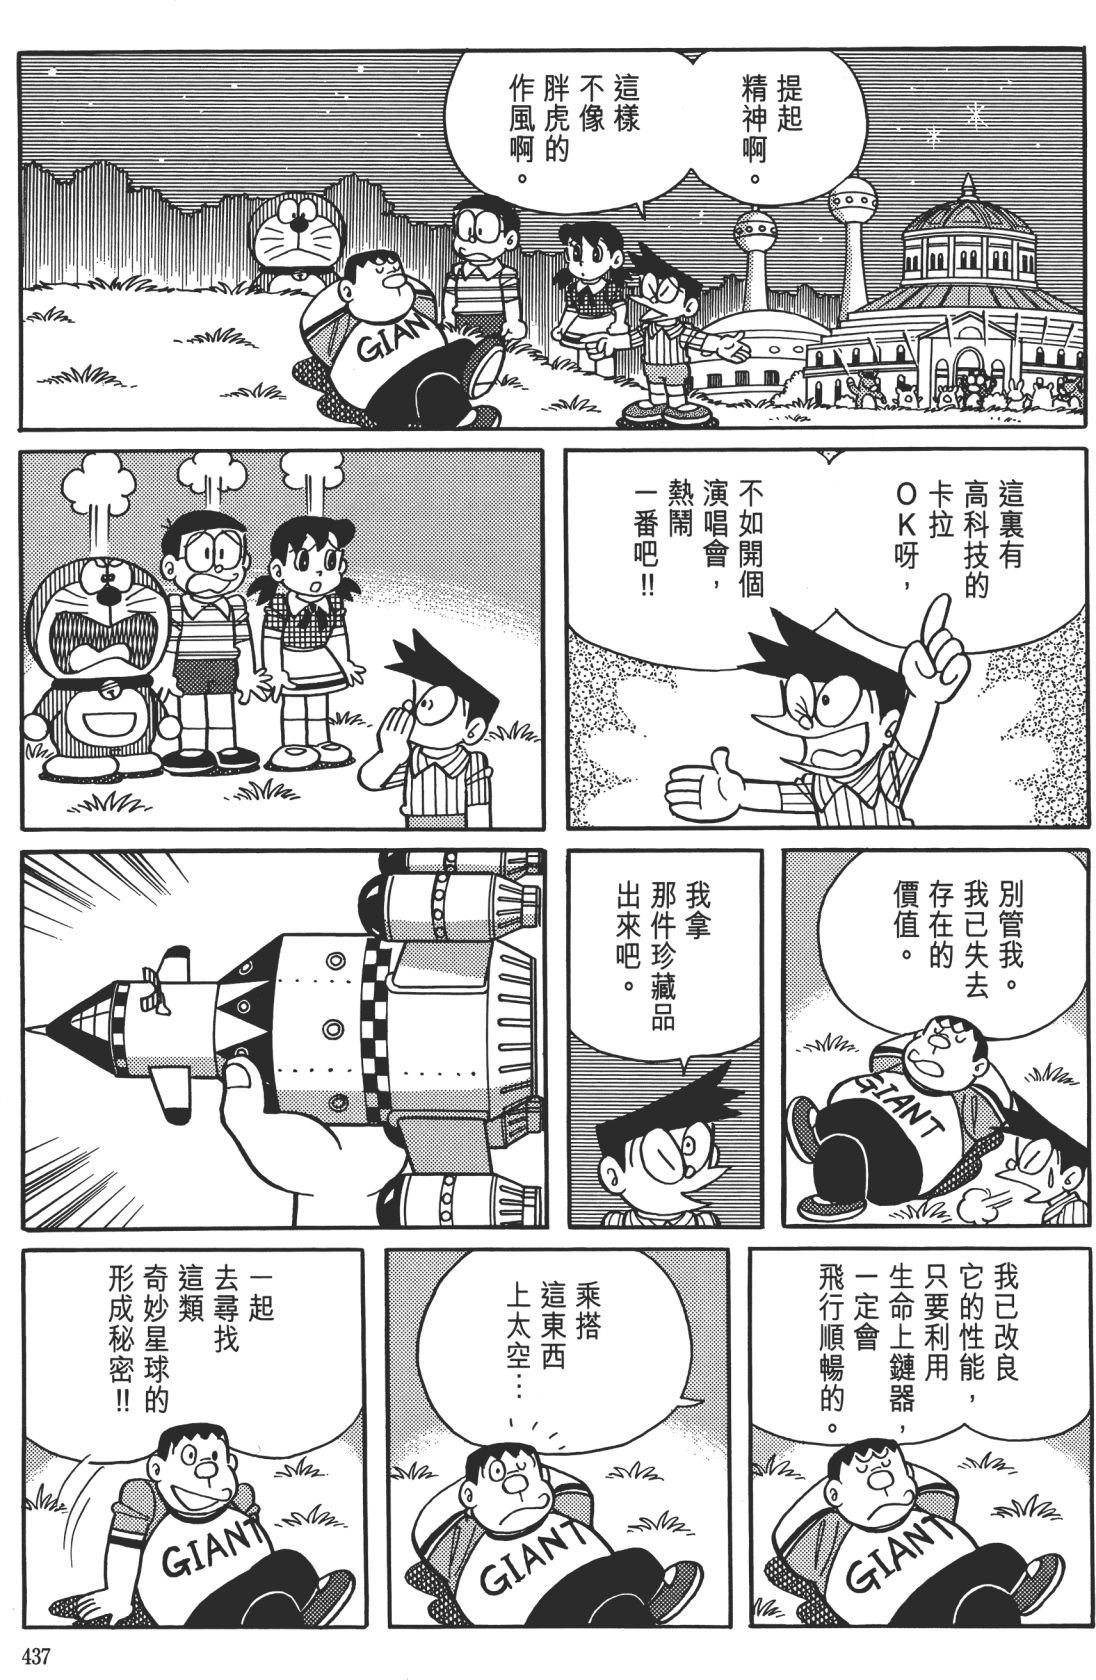 提起
精神啊。
這樣
不像
胖虎的
作風啊。
GIAN
這裏有
高科技的
卡拉
OK呀，
不如開個
演唱會，
熱鬧
一番吧!!
別管我。
我已失去
存在的
價值。
GIANT
我拿
那件珍藏品
出來吧。
我已改良
它的性能，
只要利用
生命上鏈器，
一定會
飛行順暢的。
GIANT
乘搭
這東西
上太空…
GIANT
一起
去尋找
這類
奇妙星球的
形成秘密!!
GIANT
437